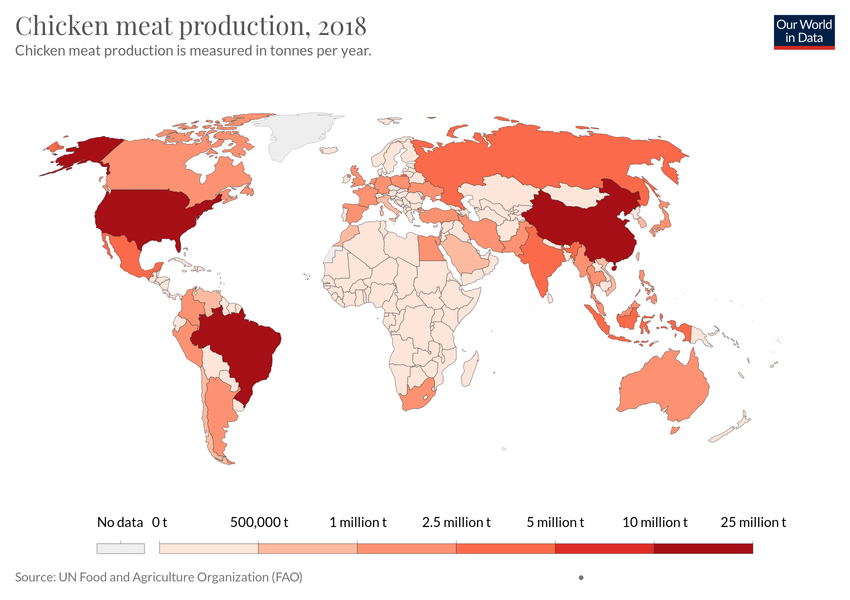 Chicken meat production, 2018
Chicken meat production is measured in tonnes per year.
Our World
in Data
No data 0 t 500,000 t 1 million t 2.5 million t 5 million t 10 million t 25 million t
Source: UN Food and Agriculture Organization (FAO)